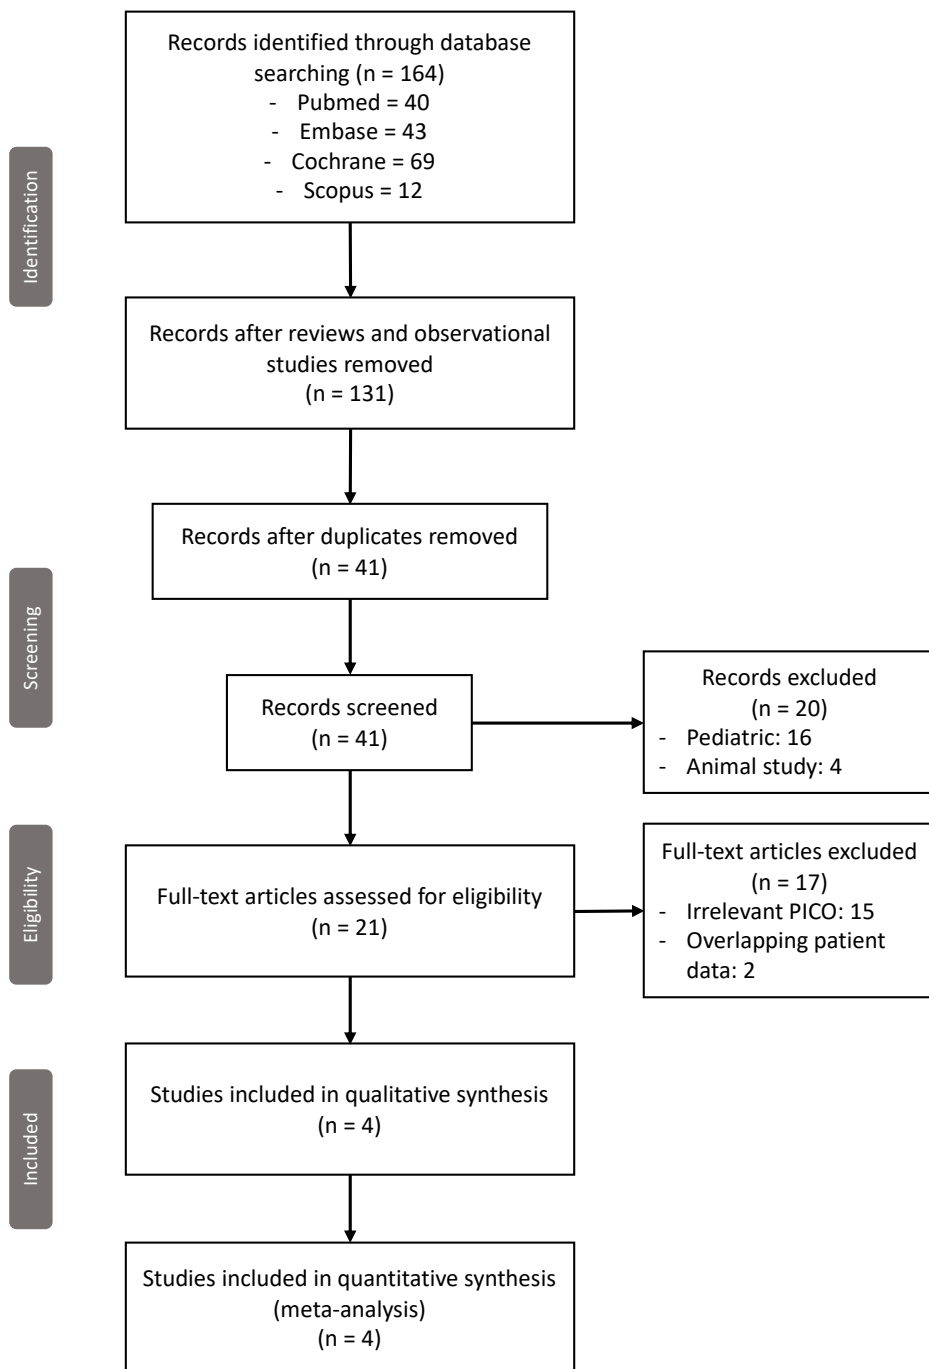 Records identified through database
searching (n = 164)
- Pubmed = 40
- Embase = 43
- Cochrane = 69
- Scopus = 12
Identification
Records after reviews and observational
studies removed
(n = 131)
Records after duplicates removed
(n = 41)
Screening
Records screened
(n = 41)
Records excluded
(n = 20)
- Pediatric: 16
- Animal study: 4
Eligibility
Full-text articles assessed for eligibility
(n = 21)
Full-text articles excluded
(n = 17)
- Irrelevant PICO: 15
- Overlapping patient
data: 2
Included
Studies included in qualitative synthesis
(n = 4)
Studies included in quantitative synthesis
(meta-analysis)
(n = 4)